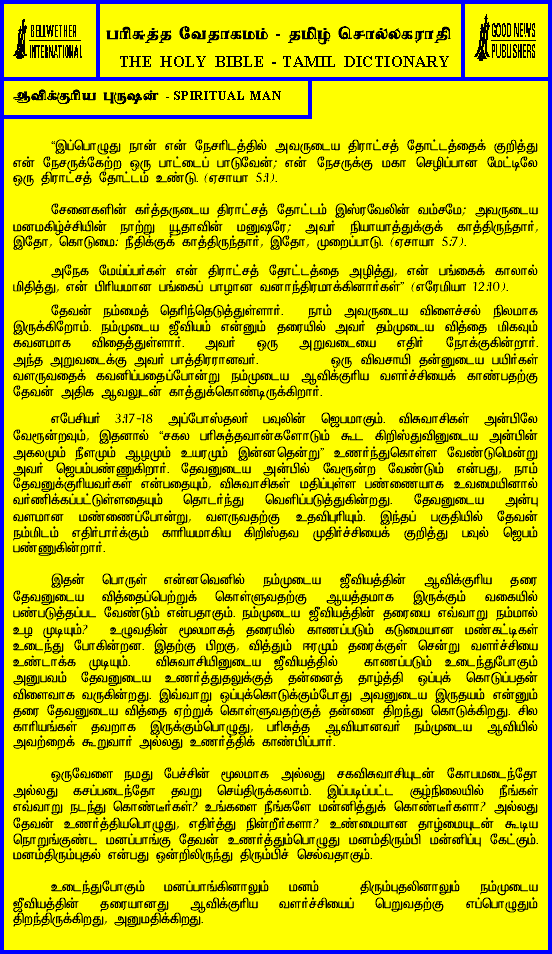 BELLWETHER
INTERNATIONAL
பரிசுத்த வேதாகமம் - தமிழ் சொல்லகராதி
THE HOLY BIBLE - TAMIL DICTIONARY
GOOD NEWS
PUBLISHERS
ஆவிக்குரிய புருஷன் - SPIRITUAL MAN
“இப்பொழுது நான் என் நேசரிடத்தில் அவருடைய திராட்சத் தோட்டத்தைக் குறித்து
என் நேசருக்கேற்ற ஒரு பாட்டைப் பாடுவேன்; என் நேசருக்கு மகா செழிப்பான மேட்டிலே
ஒரு திராட்சத் தோட்டம் உண்டு. (ஏசாயா 5:1).
சேனைகளின் கர்த்தருடைய திராட்சத் தோட்டம் இஸ்ரவேலின் வம்சமே; அவருடைய
மனமகிழ்ச்சியின் நாற்று யூதாவின் மனுஷரே; அவர் நியாயத்துக்குக் காத்திருந்தார்,
இதோ, கொடுமை: நீதிக்குக் காத்திருந்தார், இதோ, முறைப்பாடு. (ஏசாயா 5:7).
அநேக மேய்ப்பர்கள் என் திராட்சத் தோட்டத்தை அழித்து, என் பங்கைக் காலால்
மிதித்து, என் பிரியமான பங்கைப் பாழான வனாந்திரமாக்கினார்கள்” (எரேமியா 12:10).
தேவன் நம்மைத் தெரிந்தெடுத்துள்ளார். நாம் அவருடைய விளைச்சல் நிலமாக
இருக்கிறோம். நம்முடைய ஜீவியம் என்னும் தரையில் அவர் தம்முடைய வித்தை மிகவும்
கவனமாக விதைத்துள்ளார். அவர் ஒரு அறுவடையை எதிர் நோக்குகின்றார்.
அந்த அறுவடைக்கு அவர் பாத்திரரானவர். ஒரு விவசாயி தன்னுடைய பயிர்கள்
வளருவதைக் கவனிப்பதைப்போன்று நம்முடைய ஆவிக்குரிய வளர்ச்சியைக் காண்பதற்கு
தேவன் அதிக ஆவலுடன் காத்துக்கொண்டிருக்கிறார்.
எபேசியர் 3:17-18 அப்போஸ்தலர் பவுலின் ஜெபமாகும். விசுவாசிகள் அன்பிலே
வேரூன்றவும், இதனால் “சகல பரிசுத்தவான்களோடும் கூட கிறிஸ்துவினுடைய அன்பின்
அகலமும் நீளமும் ஆழமும் உயரமும் இன்னதென்று” உணர்ந்துகொள்ள வேண்டுமென்று
அவர் ஜெபம்பண்ணுகிறார். தேவனுடைய அன்பில் வேரூன்ற வேண்டும் என்பது, நாம்
தேவனுக்குரியவர்கள் என்பதையும், விசுவாசிகள் மதிப்புள்ள பண்ணையாக உவமையினால்
வர்ணிக்கப்பட்டுள்ளதையும் தொடர்ந்து வெளிப்படுத்துகின்றது. தேவனுடைய அன்பு
வளமான மண்ணைப்போன்று, வளருவதற்கு உதவிபுரியும். இந்தப் பகுதியில் தேவன்
நம்மிடம் எதிர்பார்க்கும் காரியமாகிய கிறிஸ்தவ முதிர்ச்சியைக் குறித்து பவுல் ஜெபம்
பண்ணுகின்றார்.
இதன் பொருள் என்னவெனில் நம்முடைய ஜீவியத்தின் ஆவிக்குரிய தரை
தேவனுடைய வித்தைப்பெற்றுக் கொள்ளுவதற்கு ஆயத்தமாக இருக்கும் வகையில்
பண்படுத்தப்பட வேண்டும் என்பதாகும். நம்முடைய ஜீவியத்தின் தரையை எவ்வாறு நம்மால்
உழ முடியும்? உழுவதின் மூலமாகத் தரையில் காணப்படும் கடுமையான மண்கட்டிகள்
உடைந்து போகின்றன. இதற்கு பிறகு, வித்தும் ஈரமும் தரைக்குள் சென்று வளர்ச்சியை
உண்டாக்க முடியும். விசுவாசியினுடைய ஜீவியத்தில் காணப்படும் உடைந்துபோகும்
அனுபவம் தேவனுடைய உணர்த்துதலுக்குத் தன்னைத் தாழ்த்தி ஒப்புக் கொடுப்பதன்
விளைவாக வருகின்றது. இவ்வாறு ஒப்புக்கொடுக்கும்போது அவனுடைய இருதயம் என்னும்
தரை தேவனுடைய வித்தை ஏற்றுக் கொள்ளுவதற்குத் தன்னை திறந்து கொடுக்கிறது. சில
காரியங்கள் தவறாக இருக்கும்பொழுது, பரிசுத்த ஆவியானவர் நம்முடைய ஆவியில்
அவற்றைக் கூறுவார் அல்லது உணர்த்திக் காண்பிப்பார்.
ஒருவேளை நமது பேச்சின் மூலமாக அல்லது சகவிசுவாசியுடன் கோபமடைந்தோ
அல்லது கசப்படைந்தோ தவறு செய்திருக்கலாம். இப்படிப்பட்ட சூழ்நிலையில் நீங்கள்
எவ்வாறு நடந்து கொண்டீர்கள்? உங்களை நீங்களே மன்னித்துக் கொண்டீர்களா? அல்லது
தேவன் உணர்த்தியபொழுது, எதிர்த்து நின்றீர்களா? உண்மையான தாழ்மையுடன் கூடிய
நொறுங்குண்ட மனப்பாங்கு தேவன் உணர்த்தும்பொழுது மனம்திரும்பி மன்னிப்பு கேட்கும்.
மனம்திரும்புதல் என்பது ஒன்றிலிருந்து திரும்பிச் செல்வதாகும்.
உடைந்துபோகும் மனப்பாங்கினாலும் மனம் திரும்புதலினாலும் நம்முடைய
ஜீவியத்தின் தரையானது ஆவிக்குரிய வளர்ச்சியைப் பெறுவதற்கு எப்பொழுதும்
திறந்திருக்கிறது, அனுமதிக்கிறது.